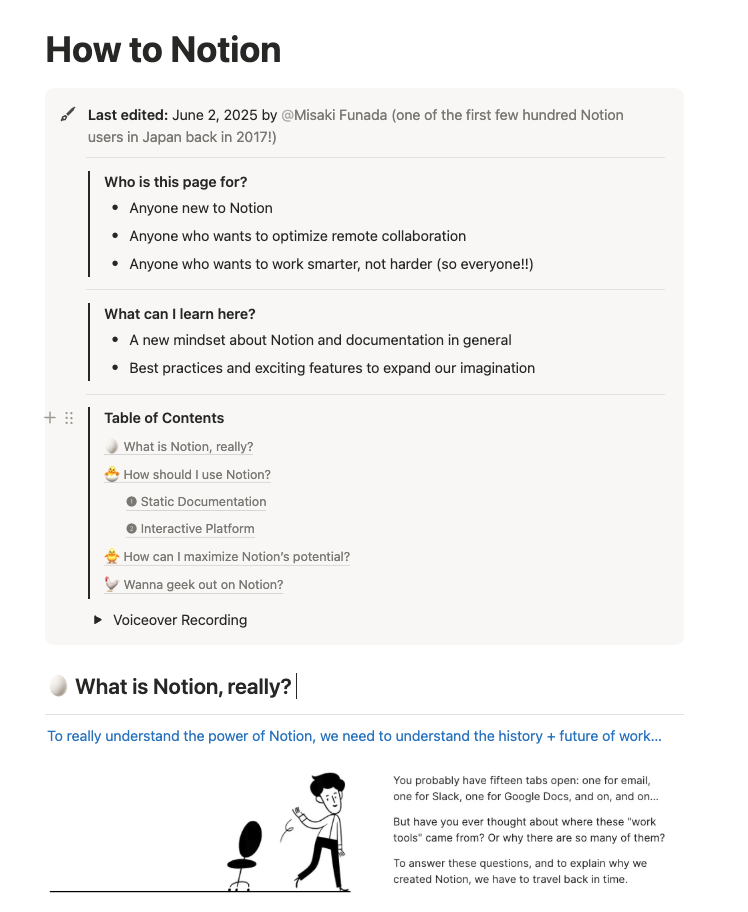 How to Notion
Last edited: June 2, 2025 by @Misaki Funada (one of the first few hundred Notion
users in Japan back in 2017!)
Who is this page for?
• Anyone new to Notion
• Anyone who wants to optimize remote collaboration
• Anyone who wants to work smarter, not harder (so everyone!!)
What can I learn here?
• A new mindset about Notion and documentation in general
• Best practices and exciting features to expand our imagination
Table of Contents
🥚 What is Notion, really?
🐣 How should I use Notion?
❶ Static Documentation
❷ Interactive Platform
🐥 How can I maximize Notion's potential?
🐓 Wanna geek out on Notion?
Voiceover Recording
🥚 What is Notion, really?
To really understand the power of Notion, we need to understand the history + future of work...
You probably have fifteen tabs open: one for email,
one for Slack, one for Google Docs, and on, and on...
But have you ever thought about where these "work
tools" came from? Or why there are so many of them?
To answer these questions, and to explain why we
created Notion, we have to travel back in time.